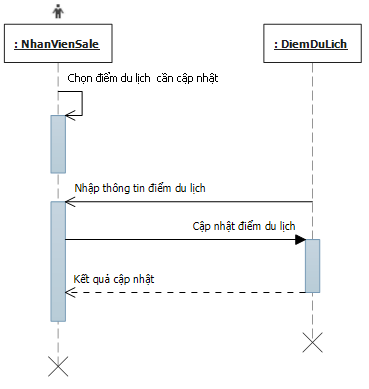 : NhanVienSale
: DiemDuLich
Chọn điểm du lịch cần cập nhật
Nhập thông tin điểm du lịch
Cập nhật điểm du lịch
Kết quả cập nhật